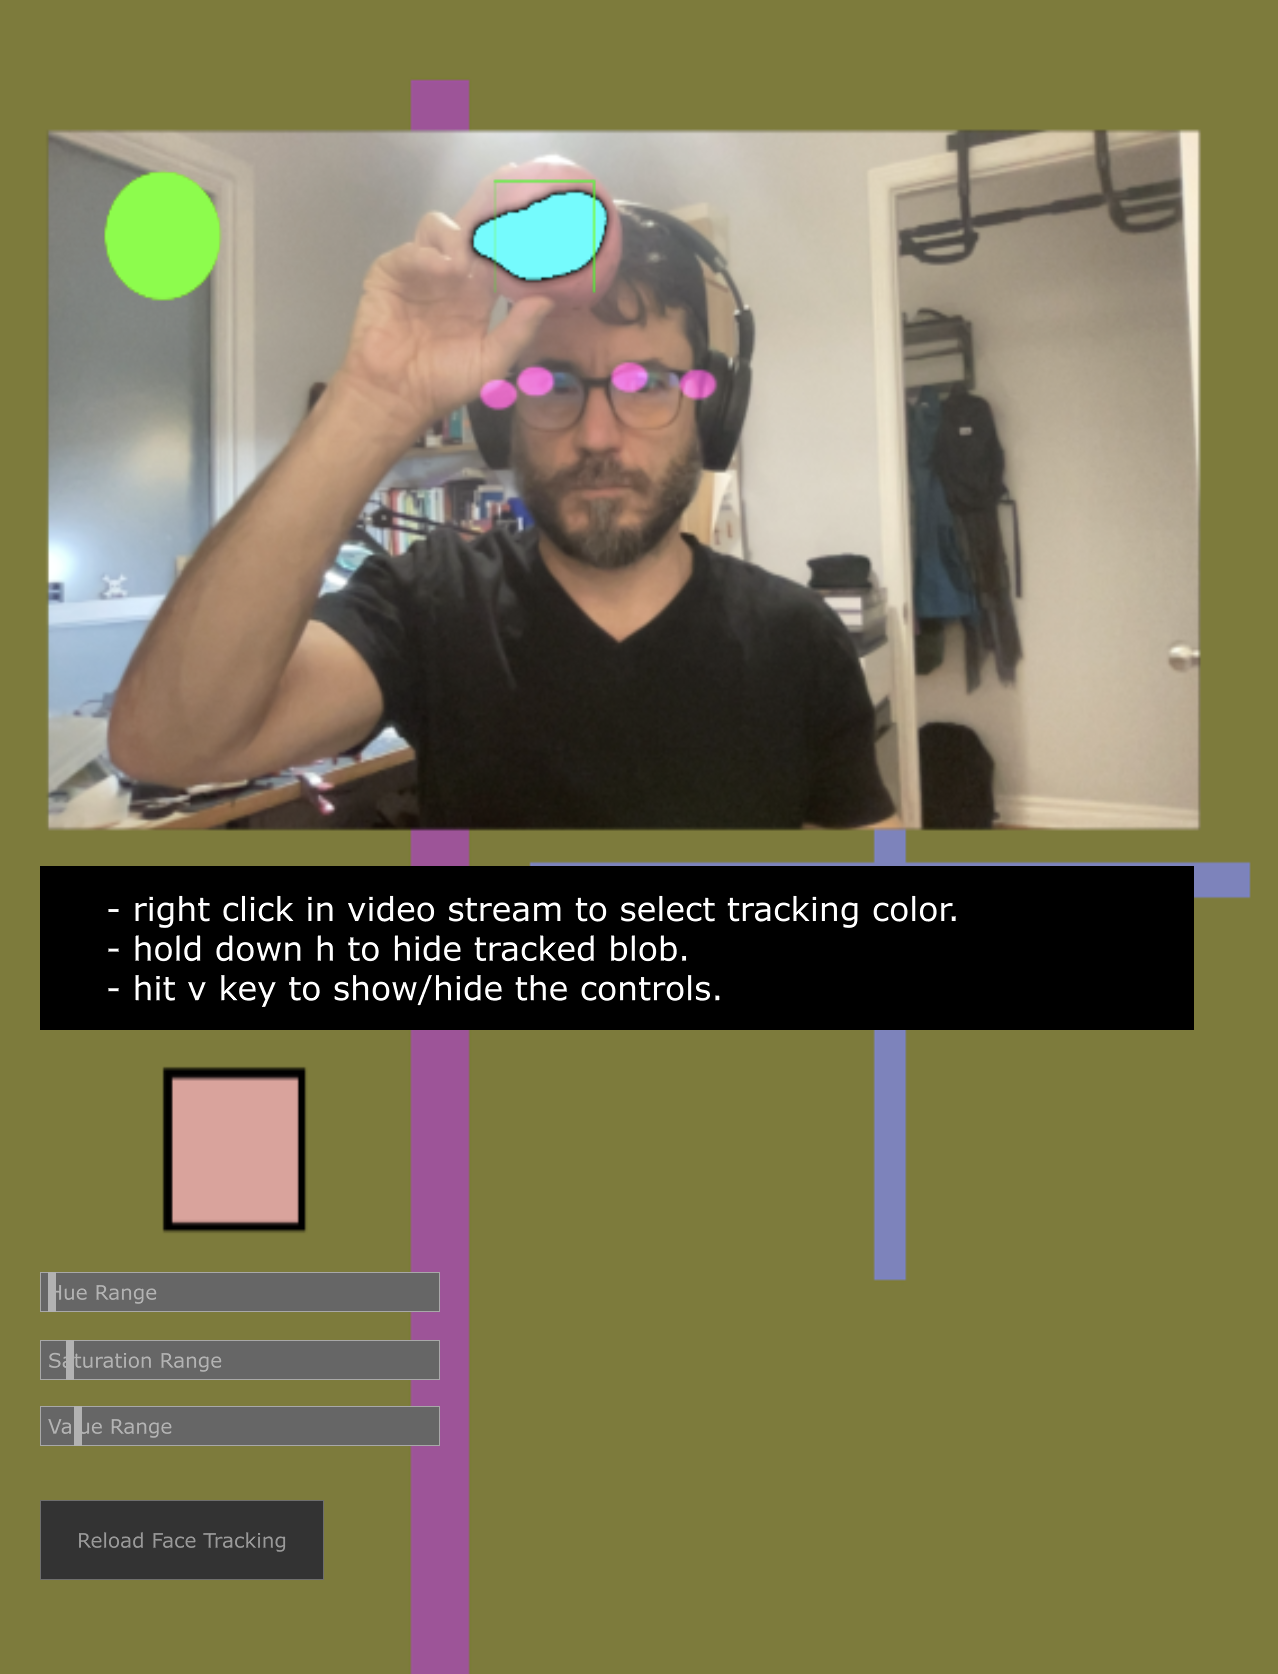 - right click in video stream to select tracking color.
- hold down h to hide tracked blob.
- hit v key to show/hide the controls.
Hue Range
Saturation Range
Value Range
Reload Face Tracking